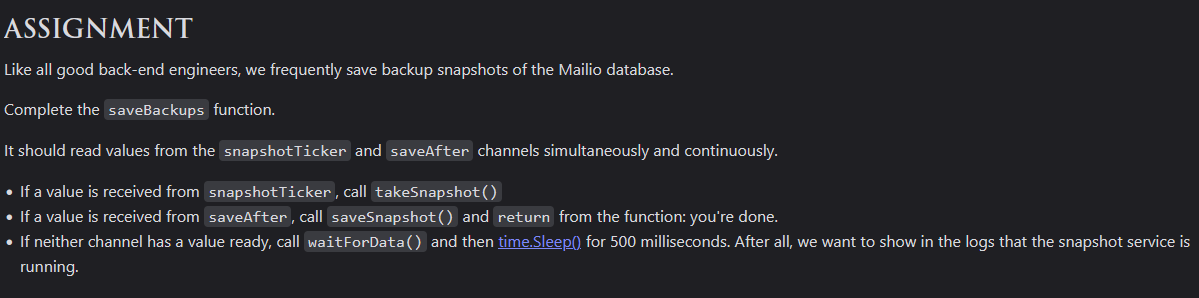 ASSIGNMENT
Like all good back-end engineers, we frequently save backup snapshots of the Mailio database.
Complete the saveBackups function.
It should read values from the snapshotTicker and saveAfter channels simultaneously and continuously.
• If a value is received from snapshotTicker, call takeSnapshot()
• If a value is received from saveAfter, call saveSnapshot() and return from the function: you're done.
• If neither channel has a value ready, call waitForData() and then time.Sleep() for 500 milliseconds. After all, we want to show in the logs that the snapshot service is
running.